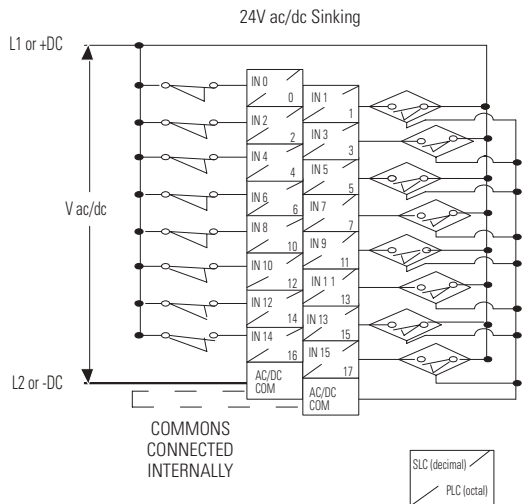 24V ac/dc Sinking
L1 or +DC
IN 0
0
IN 1
1
IN 2
2
IN 3
3
IN 4
4
IN 5
5
IN 6
6
IN 7
7
V ac/dc
IN 8
10
IN 9
11
IN 10
12
IN 1 1
13
IN 12
14
IN 13
15
IN 14
16
IN 15
17
L2 or -DC
AC/DC
COM
AC/DC
COM
COMMONS
CONNECTED
INTERNALLY
SLC (decimal)
PLC (octal)